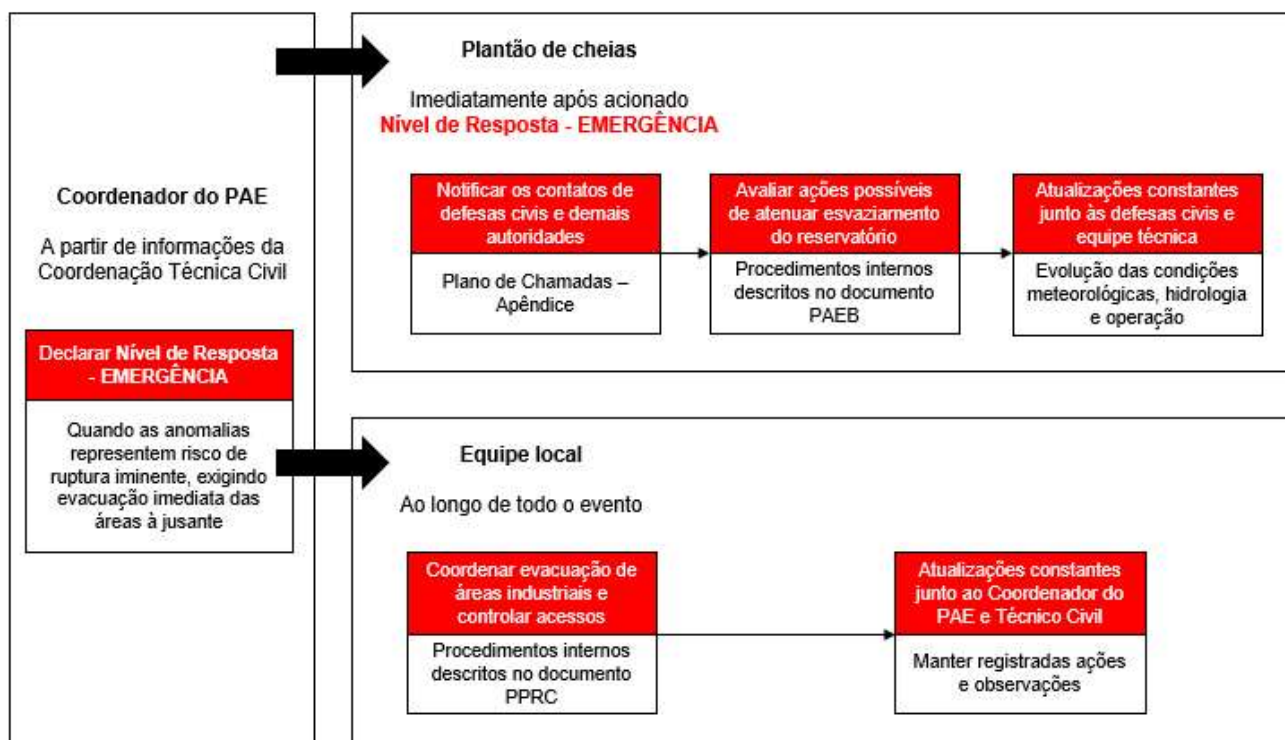 Coordenador do PAE
A partir de informações da
Coordenação Técnica Civil
Declarar Nível de Resposta
- EMERGÊNCIA
Quando as anomalias
representem risco de
ruptura iminente, exigindo
evacuação imediata das
áreas à jusante
Plantão de cheias
Imediatamente após acionado
Nível de Resposta - EMERGÊNCIA
Notificar os contatos de
defesas civis e demais
autoridades
Plano de Chamadas –
Apêndice
Avaliar ações possíveis
de atenuar esvaziamento
do reservatório
Procedimentos internos
descritos no documento
PAEB
Atualizações constantes
junto às defesas civis e
equipe técnica
Evolução das condições
meteorológicas, hidrologia
e operação
Equipe local
Ao longo de todo o evento
Coordenar evacuação de
áreas industriais e
controlar acessos
Procedimentos internos
descritos no documento
PPRC
Atualizações constantes
junto ao Coordenador do
PAE e Técnico Civil
Manter registradas ações
e observações